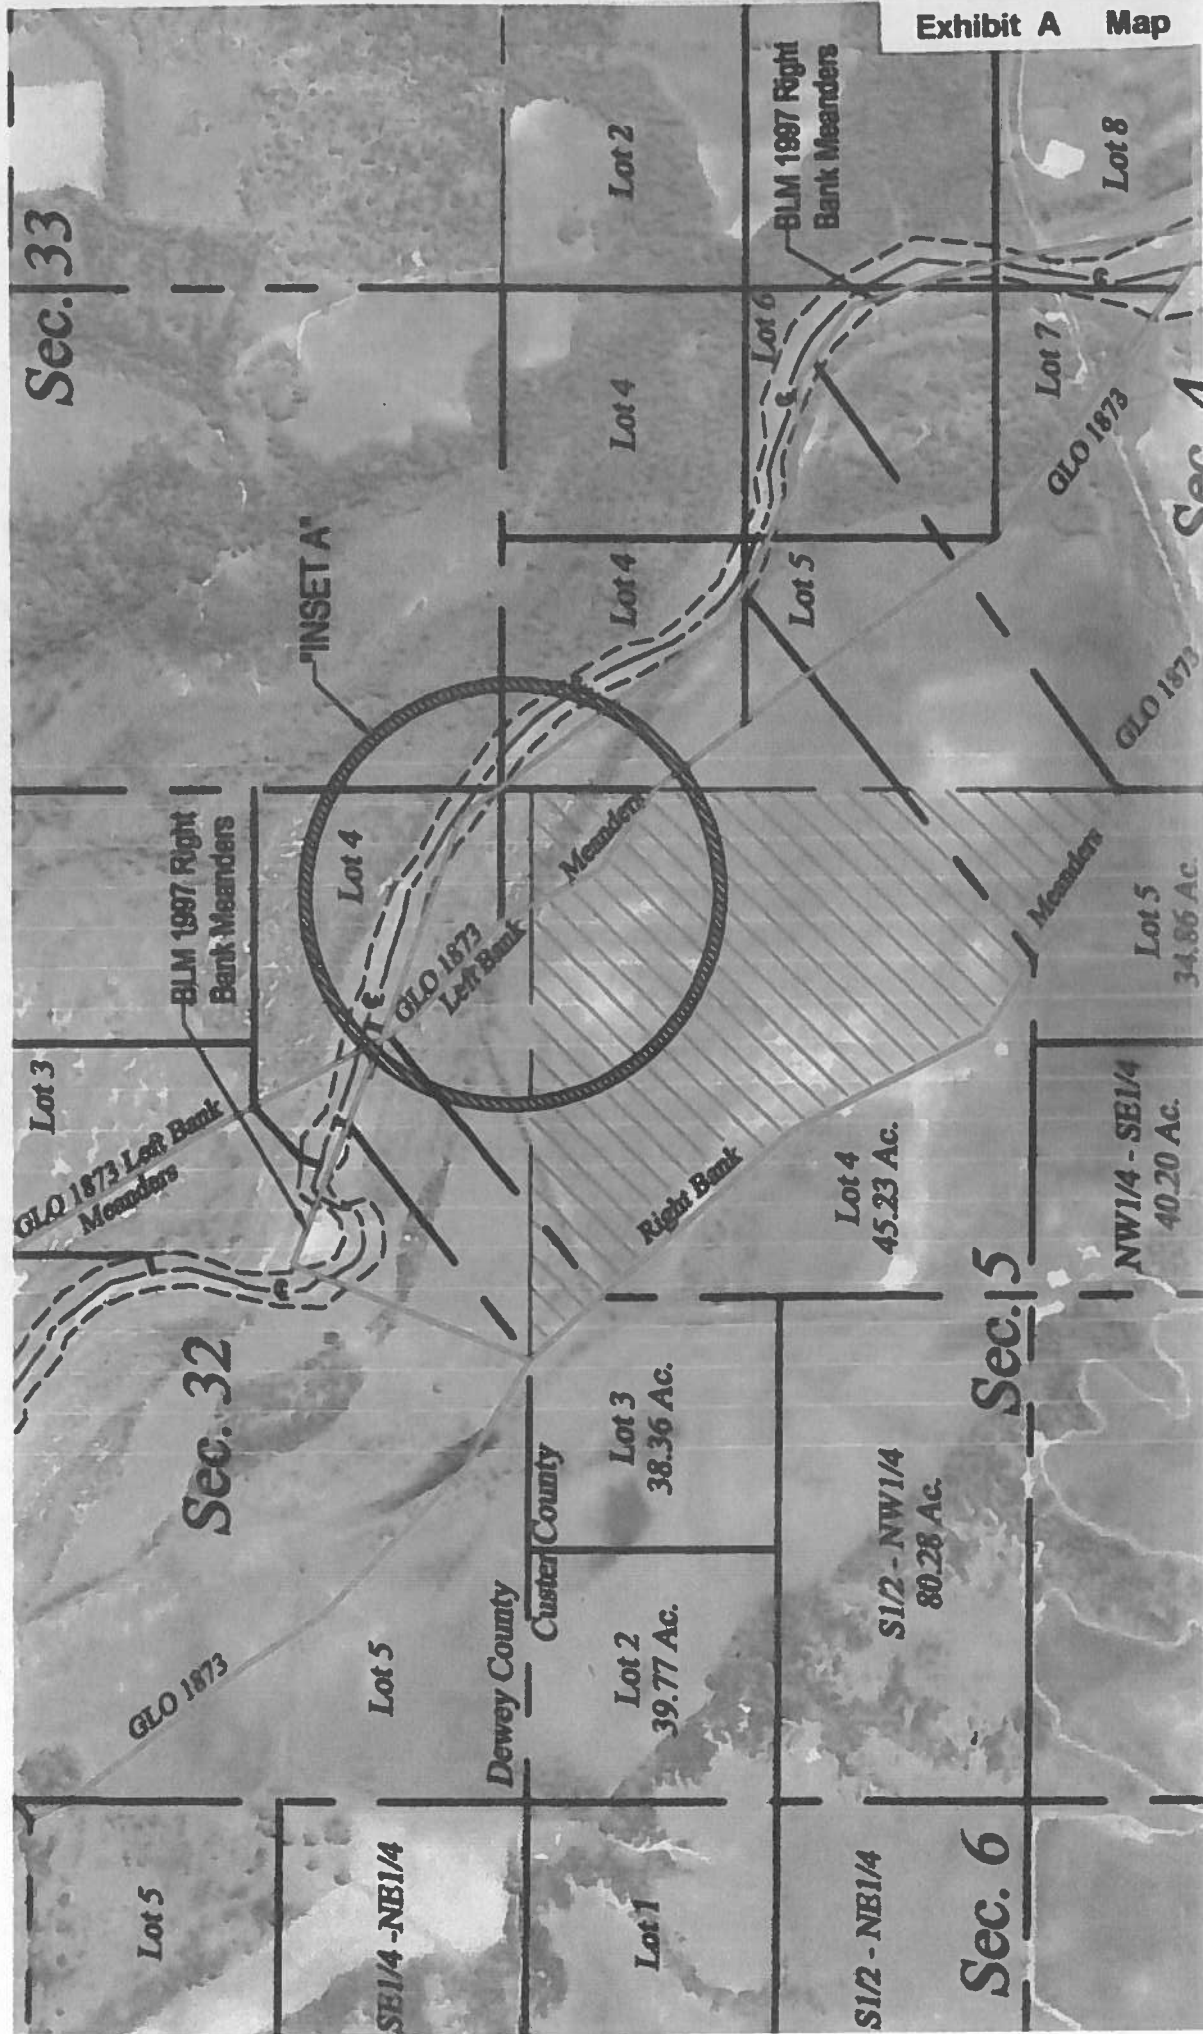 Exhibit A Map
Sec. 33
Lot 2
BLM 1997 Right
Bank Meanders
Lot 8
Lot 4
Lot 6
Lot 7
GLO 1873
"INSET A"
Lot 4
Lot 5
GLO 1873
BLM 1997 Right
Bank Meanders
Lot 4
Meanders
GLO 1873
Left Bank
Meanders
Lot 5
34.86 Ac
Lot 3
GLO 1873 Left Bank
Meanders
Right Bank
Lot 4
45.23 Ac.
NW1/4 - SE1/4
40.20 Ac.
Sec. 32
Lot 3
38.36 Ac.
Sec. 5
GLO 1873
Lot 5
Dewey County
Custer County
Lot 2
39.77 Ac.
S1/2 - NW1/4
80.28 Ac.
Lot 5
SE1/4 -NB1/4
Lot 1
S1/2 - NB1/4
Sec. 6